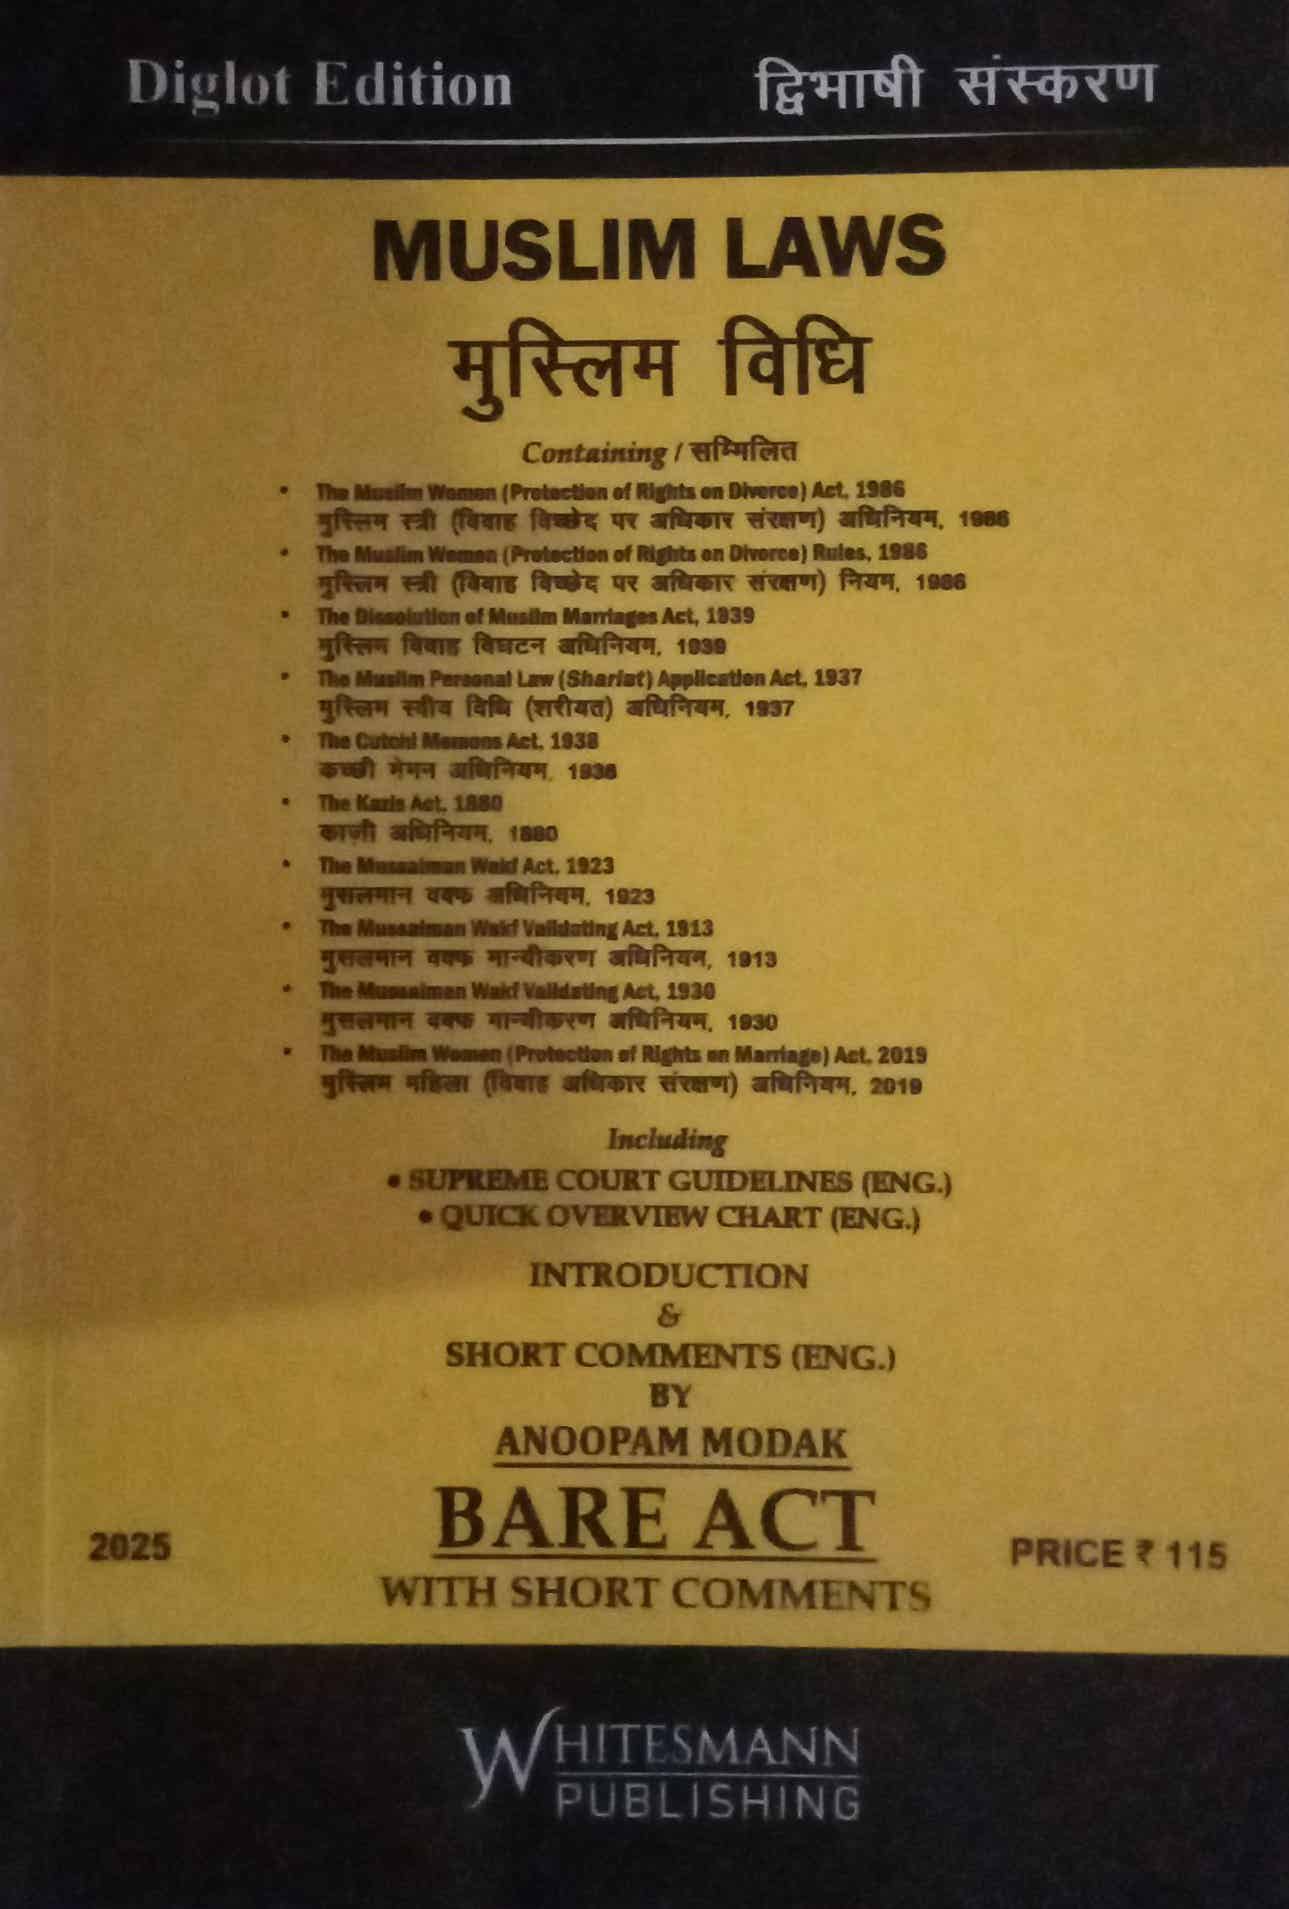 Diglot Edition द्विभाषी संस्करण
MUSLIM LAWS
मुस्लिम विधि
Containing / सम्मिलित
• The Muslim Women (Protection of Rights on Divorce) Act, 1986
मुस्लिम स्त्री (विवाह विच्छेद पर अधिकार संरक्षण) अधिनियम, 1986
• The Muslim Women (Protection of Rights on Divorce) Rules, 1986
मुस्लिम स्त्री (विवाह विच्छेद पर अधिकार संरक्षण) नियम, 1986
• The Dissolution of Muslim Marriages Act, 1939
मुस्लिम विवाह विघटन अधिनियम, 1939
• The Muslim Personal Law (Shariat) Application Act, 1937
मुस्लिम स्वीय विधि (शरीयत) अधिनियम, 1937
• The Cutchi Memons Act, 1938
कच्छी मेमन अधिनियम, 1938
• The Kazis Act, 1880
काज़ी अधिनियम, 1880
• The Mussalman Wakf Act, 1923
मुसलमान वक्फ अधिनियम, 1923
• The Mussalman Wakf Validating Act, 1913
मुसलमान वक्फ मान्यीकरण अधिनियम, 1913
• The Mussalman Wakf Validating Act, 1930
मुसलमान वक्फ मान्यीकरण अधिनियम, 1930
• The Muslim Women (Protection of Rights on Marriage) Act, 2019
मुस्लिम महिला (विवाह अधिकार संरक्षण) अधिनियम, 2019
Including
• SUPREME COURT GUIDELINES (ENG.)
• QUICK OVERVIEW CHART (ENG.)
INTRODUCTION
&
SHORT COMMENTS (ENG.)
BY
ANOOPAM MODAK
BARE ACT
2025 PRICE ₹ 115
WITH SHORT COMMENTS
WHITESMANN
PUBLISHING